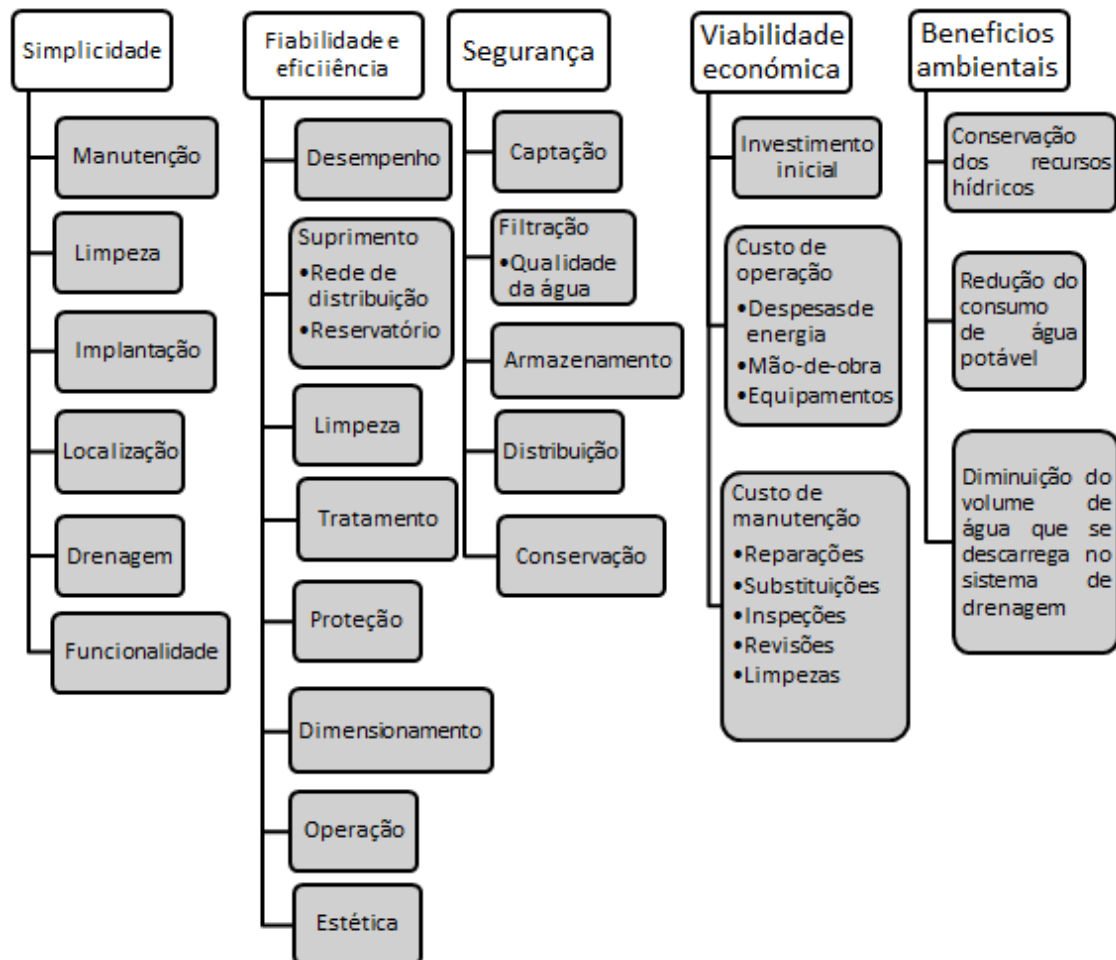 Simplicidade
Manutenção
Limpeza
Implantação
Localização
Drenagem
Funcionalidade
Fiabilidade e
eficiiência
Desempenho
Suprimento
•Rede de
distribuição
•Reservatório
Limpeza
Tratamento
Proteção
Dimensionamento
Operação
Estética
Segurança
Captação
Filtração
•Qualidade
da água
Armazenamento
Distribuição
Conservação
Viabilidade
económica
Investimento
inicial
Custo de
operação
•Despesas de
energia
•Mão-de-obra
•Equipamentos
Custo de
manutenção
•Reparações
•Substituições
•Inspeções
•Revisões
•Limpezas
Beneficios
ambientais
Conservação
dos recursos
hídricos
Redução do
consumo
de água
potável
Diminuição do
volume de
água que se
descarrega no
sistema de
drenagem